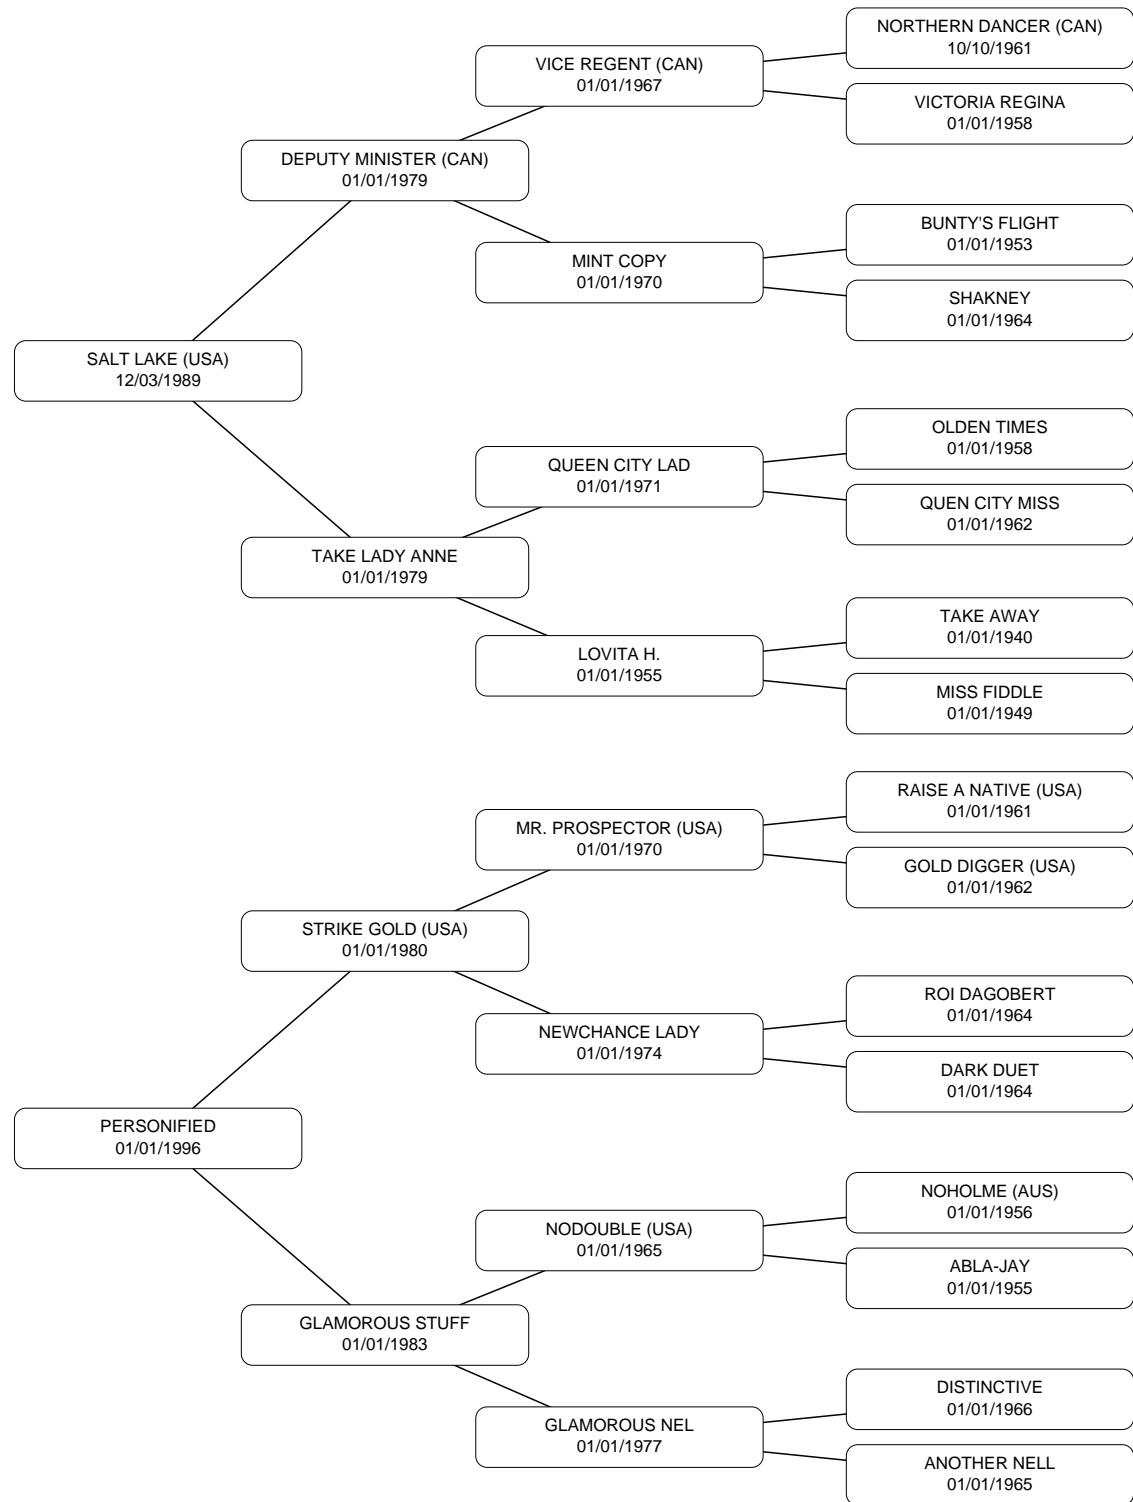 NORTHERN DANCER (CAN)
10/10/1961
VICE REGENT (CAN)
01/01/1967
VICTORIA REGINA
01/01/1958
DEPUTY MINISTER (CAN)
01/01/1979
BUNTY'S FLIGHT
01/01/1953
MINT COPY
01/01/1970
SHAKNEY
01/01/1964
SALT LAKE (USA)
12/03/1989
OLDEN TIMES
01/01/1958
QUEEN CITY LAD
01/01/1971
QUEN CITY MISS
01/01/1962
TAKE LADY ANNE
01/01/1979
TAKE AWAY
01/01/1940
LOVITA H.
01/01/1955
MISS FIDDLE
01/01/1949
RAISE A NATIVE (USA)
01/01/1961
MR. PROSPECTOR (USA)
01/01/1970
GOLD DIGGER (USA)
01/01/1962
STRIKE GOLD (USA)
01/01/1980
ROI DAGOBERT
01/01/1964
NEWCHANCE LADY
01/01/1974
DARK DUET
01/01/1964
PERSONIFIED
01/01/1996
NOHOLME (AUS)
01/01/1956
NODOUBLE (USA)
01/01/1965
ABLA-JAY
01/01/1955
GLAMOROUS STUFF
01/01/1983
DISTINCTIVE
01/01/1966
GLAMOROUS NEL
01/01/1977
ANOTHER NELL
01/01/1965